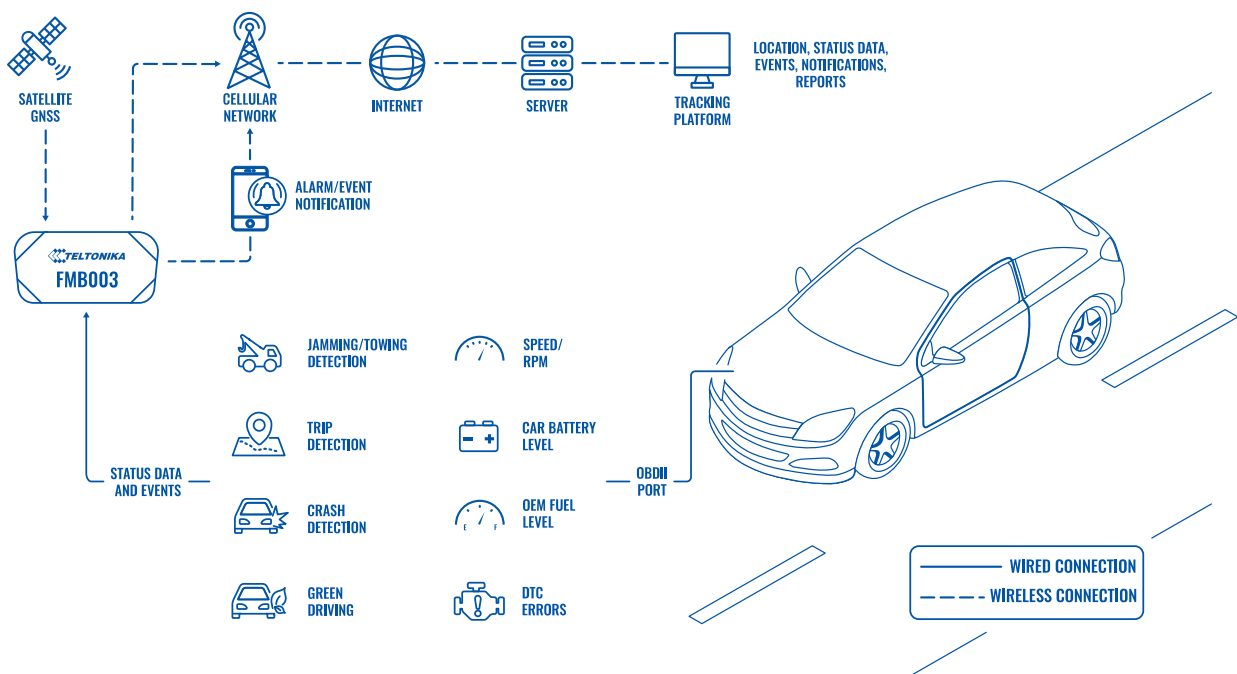 SATELLITE
GNSS
CELLULAR
NETWORK
INTERNET
SERVER
TRACKING
PLATFORM
LOCATION, STATUS DATA,
EVENTS, NOTIFICATIONS,
REPORTS
ALARM/EVENT
NOTIFICATION
TELTONIKA
FMB003
JAMMING/TOWING
DETECTION
SPEED/
RPM
TRIP
DETECTION
CAR BATTERY
LEVEL
STATUS DATA
AND EVENTS
OBDII
PORT
CRASH
DETECTION
E F
OEM FUEL
LEVEL
GREEN
DRIVING
DTC
ERRORS
WIRED CONNECTION
WIRELESS CONNECTION